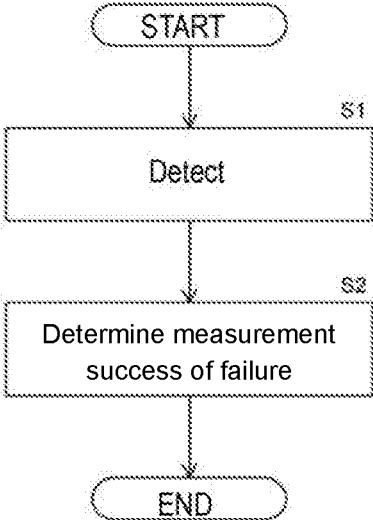 START
S1
Detect
S2
Determine measurement
success of failure
END